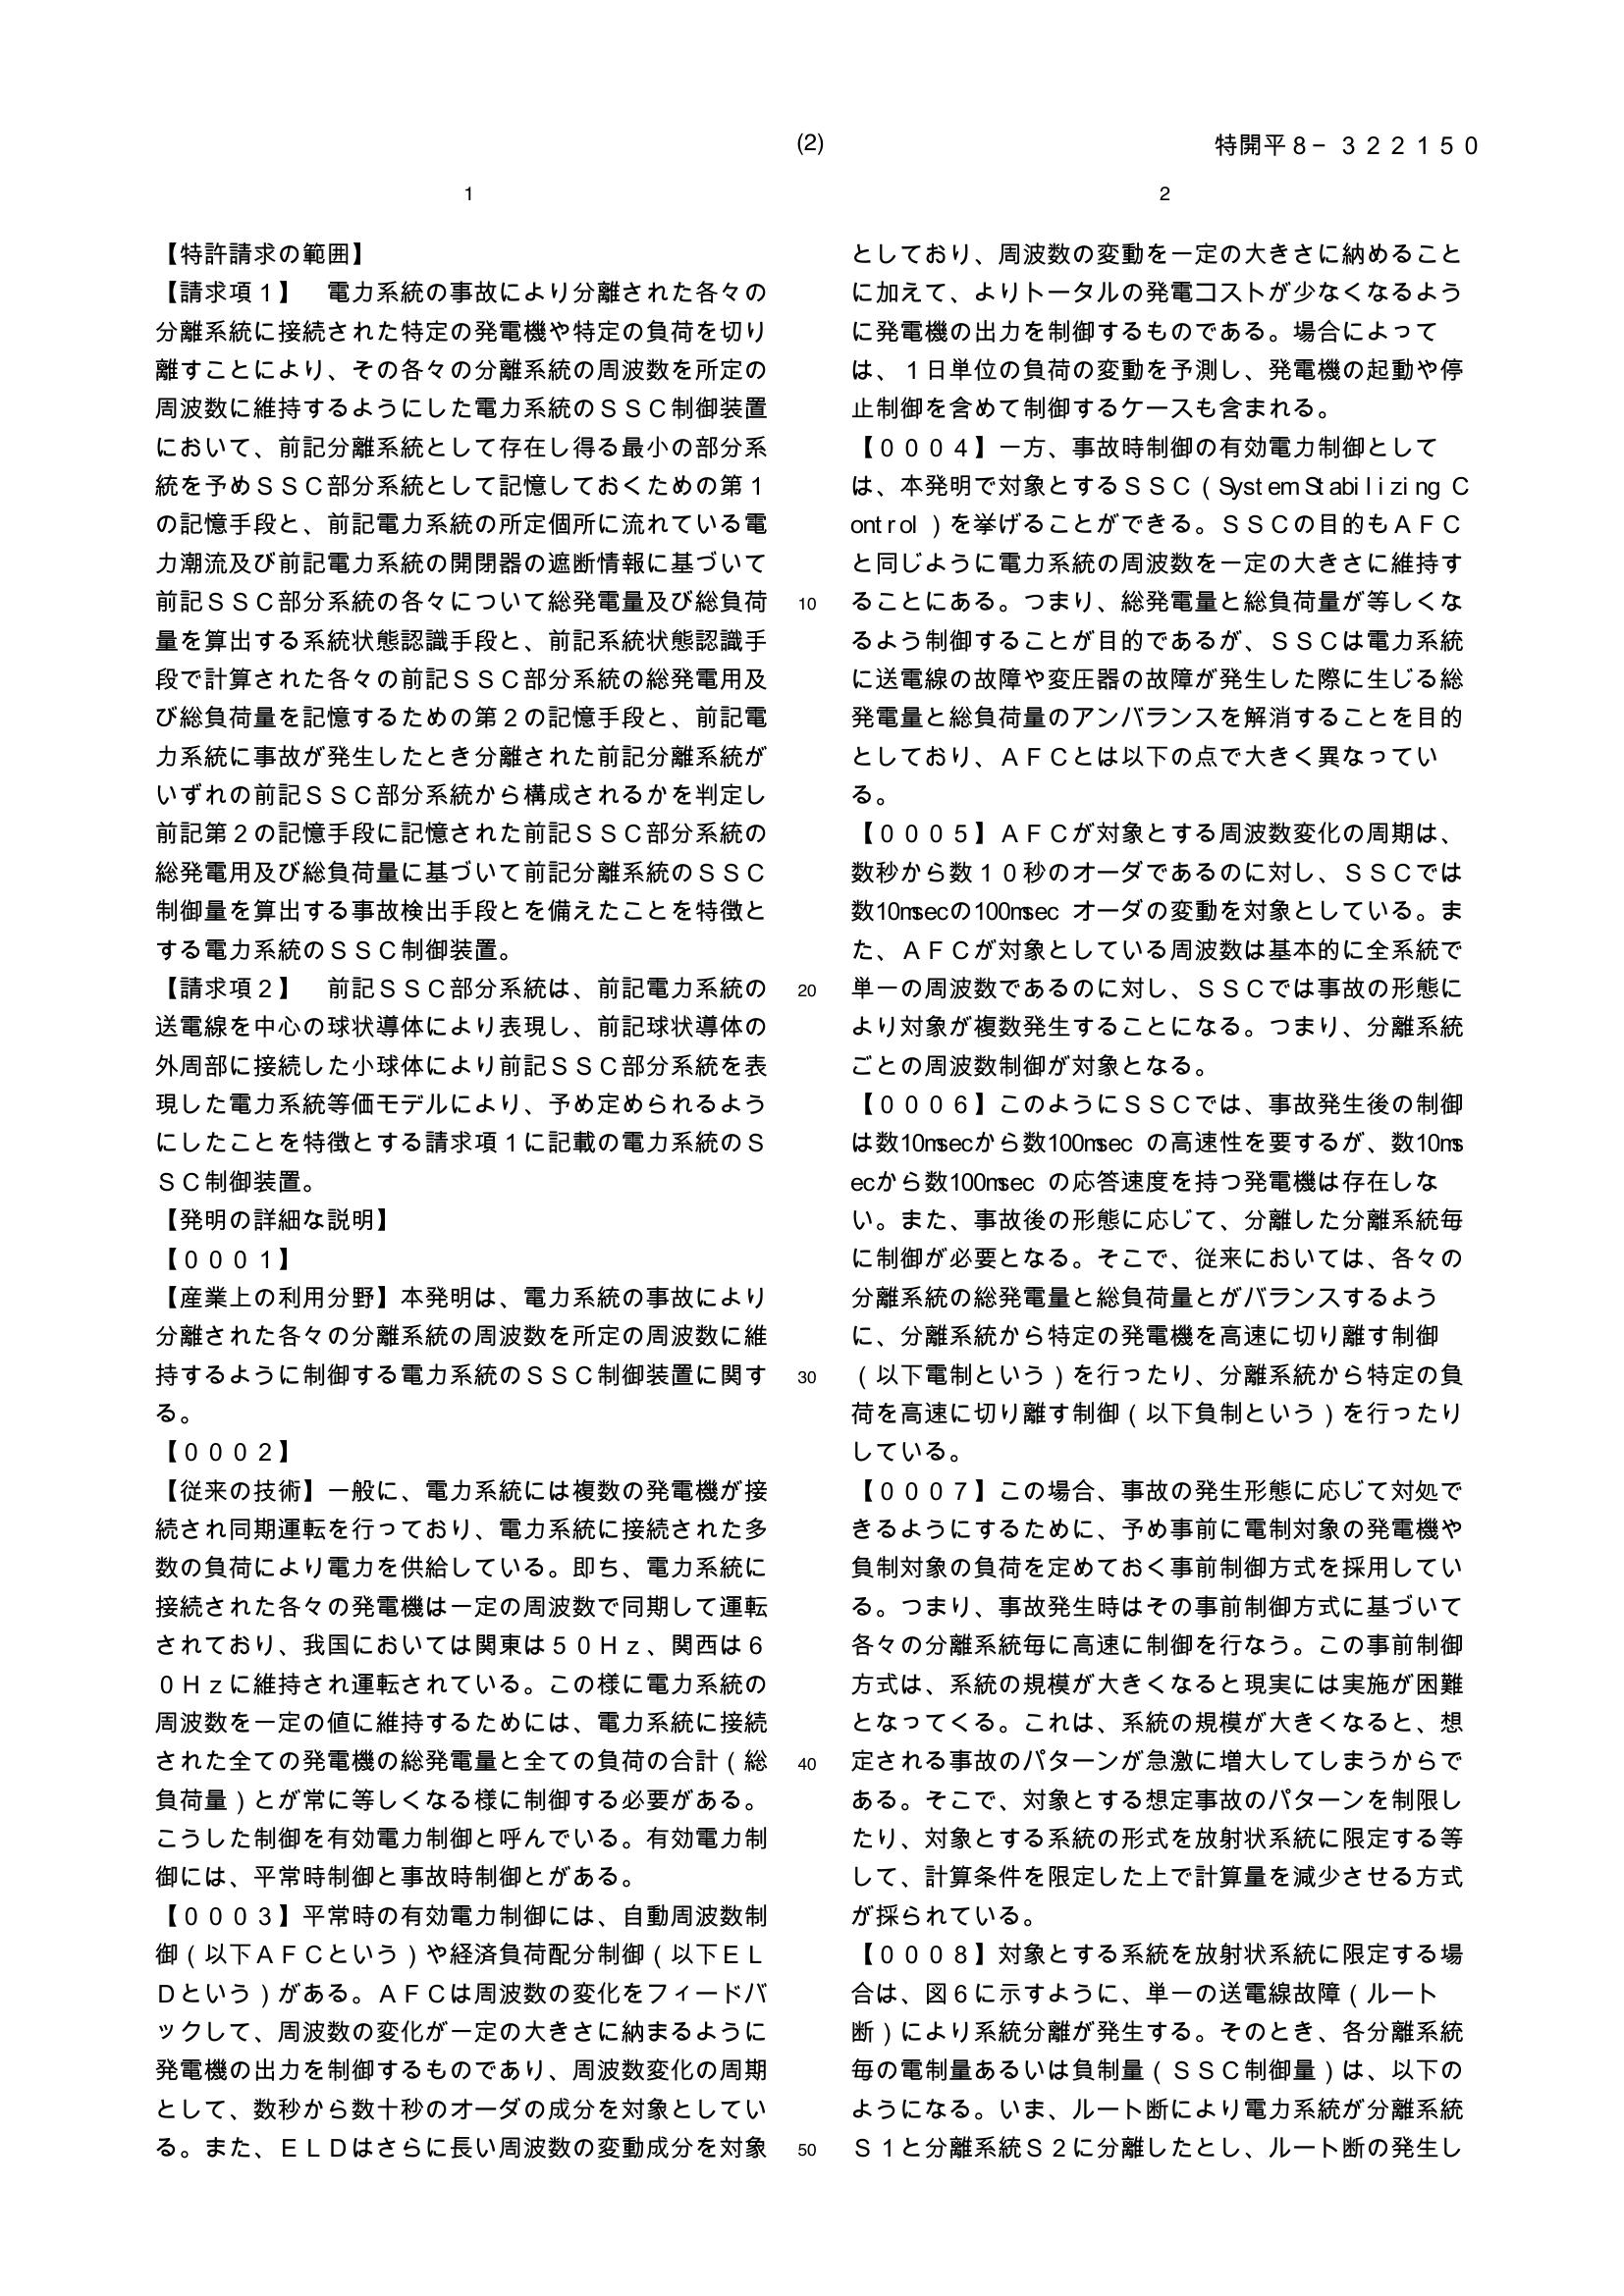 (2)
特開平８－３２２１５０
1
【特許請求の範囲】
【請求項１】　電力系統の事故により分離された各々の
分離系統に接続された特定の発電機や特定の負荷を切り
離すことにより、その各々の分離系統の周波数を所定の
周波数に維持するようにした電力系統のＳＳＣ制御装置
において、前記分離系統として存在し得る最小の部分系
統を予めＳＳＣ部分系統として記憶しておくための第１
の記憶手段と、前記電力系統の所定個所に流れている電
力潮流及び前記電力系統の開閉器の遮断情報に基づいて
前記ＳＳＣ部分系統の各々について総発電量及び総負荷
量を算出する系統状態認識手段と、前記系統状態認識手
段で計算された各々の前記ＳＳＣ部分系統の総発電用及
び総負荷量を記憶するための第２の記憶手段と、前記電
力系統に事故が発生したとき分離された前記分離系統が
いずれの前記ＳＳＣ部分系統から構成されるかを判定し
前記第２の記憶手段に記憶された前記ＳＳＣ部分系統の
総発電用及び総負荷量に基づいて前記分離系統のＳＳＣ
制御量を算出する事故検出手段とを備えたことを特徴と
する電力系統のＳＳＣ制御装置。
【請求項２】　前記ＳＳＣ部分系統は、前記電力系統の
送電線を中心の球状導体により表現し、前記球状導体の
外周部に接続した小球体により前記ＳＳＣ部分系統を表
現した電力系統等価モデルにより、予め定められるよう
にしたことを特徴とする請求項１に記載の電力系統のＳ
ＳＣ制御装置。
【発明の詳細な説明】
【０００１】
【産業上の利用分野】本発明は、電力系統の事故により
分離された各々の分離系統の周波数を所定の周波数に維
持するように制御する電力系統のＳＳＣ制御装置に関す
る。
【０００２】
【従来の技術】一般に、電力系統には複数の発電機が接
続され同期運転を行っており、電力系統に接続された多
数の負荷により電力を供給している。即ち、電力系統に
接続された各々の発電機は一定の周波数で同期して運転
されており、我国においては関東は５０Ｈｚ、関西は６
０Ｈｚに維持され運転されている。この様に電力系統の
周波数を一定の値に維持するためには、電力系統に接続
された全ての発電機の総発電量と全ての負荷の合計（総
負荷量）とが常に等しくなる様に制御する必要がある。
こうした制御を有効電力制御と呼んでいる。有効電力制
御には、平常時制御と事故時制御とがある。
【０００３】平常時の有効電力制御には、自動周波数制
御（以下ＡＦＣという）や経済負荷配分制御（以下ＥＬ
Ｄという）がある。ＡＦＣは周波数の変化をフィードバ
ックして、周波数の変化が一定の大きさに納まるように
発電機の出力を制御するものであり、周波数変化の周期
として、数秒から数十秒のオーダの成分を対象としてい
る。また、ＥＬＤはさらに長い周波数の変動成分を対象
10
20
30
40
50
2
としており、周波数の変動を一定の大きさに納めること
に加えて、よりトータルの発電コストが少なくなるよう
に発電機の出力を制御するものである。場合によって
は、１日単位の負荷の変動を予測し、発電機の起動や停
止制御を含めて制御するケースも含まれる。
【０００４】一方、事故時制御の有効電力制御として
は、本発明で対象とするＳＳＣ（System Stabilizing C
ontrol ）を挙げることができる。ＳＳＣの目的もＡＦＣ
と同じように電力系統の周波数を一定の大きさに維持す
ることにある。つまり、総発電量と総負荷量が等しくな
るよう制御することが目的であるが、ＳＳＣは電力系統
に送電線の故障や変圧器の故障が発生した際に生じる総
発電量と総負荷量のアンバランスを解消することを目的
としており、ＡＦＣとは以下の点で大きく異なってい
る。
【０００５】ＡＦＣが対象とする周波数変化の周期は、
数秒から数１０秒のオーダであるのに対し、ＳＳＣでは
数10msecの100msec オーダの変動を対象としている。ま
た、ＡＦＣが対象としている周波数は基本的に全系統で
単一の周波数であるのに対し、ＳＳＣでは事故の形態に
より対象が複数発生することになる。つまり、分離系統
ごとの周波数制御が対象となる。
【０００６】このようにＳＳＣでは、事故発生後の制御
は数10msecから数100msec の高速性を要するが、数10ms
ecから数100msec の応答速度を持つ発電機は存在しな
い。また、事故後の形態に応じて、分離した分離系統毎
に制御が必要となる。そこで、従来においては、各々の
分離系統の総発電量と総負荷量とがバランスするよう
に、分離系統から特定の発電機を高速に切り離す制御
（以下電制という）を行ったり、分離系統から特定の負
荷を高速に切り離す制御（以下負制という）を行ったり
している。
【０００７】この場合、事故の発生形態に応じて対処で
きるようにするために、予め事前に電制対象の発電機や
負制対象の負荷を定めておく事前制御方式を採用してい
る。つまり、事故発生時はその事前制御方式に基づいて
各々の分離系統毎に高速に制御を行なう。この事前制御
方式は、系統の規模が大きくなると現実には実施が困難
となってくる。これは、系統の規模が大きくなると、想
定される事故のパターンが急激に増大してしまうからで
ある。そこで、対象とする想定事故のパターンを制限し
たり、対象とする系統の形式を放射状系統に限定する等
して、計算条件を限定した上で計算量を減少させる方式
が採られている。
【０００８】対象とする系統を放射状系統に限定する場
合は、図６に示すように、単一の送電線故障（ルート
断）により系統分離が発生する。そのとき、各分離系統
毎の電制量あるいは負制量（ＳＳＣ制御量）は、以下の
ようになる。いま、ルート断により電力系統が分離系統
Ｓ１と分離系統Ｓ２に分離したとし、ルート断の発生し